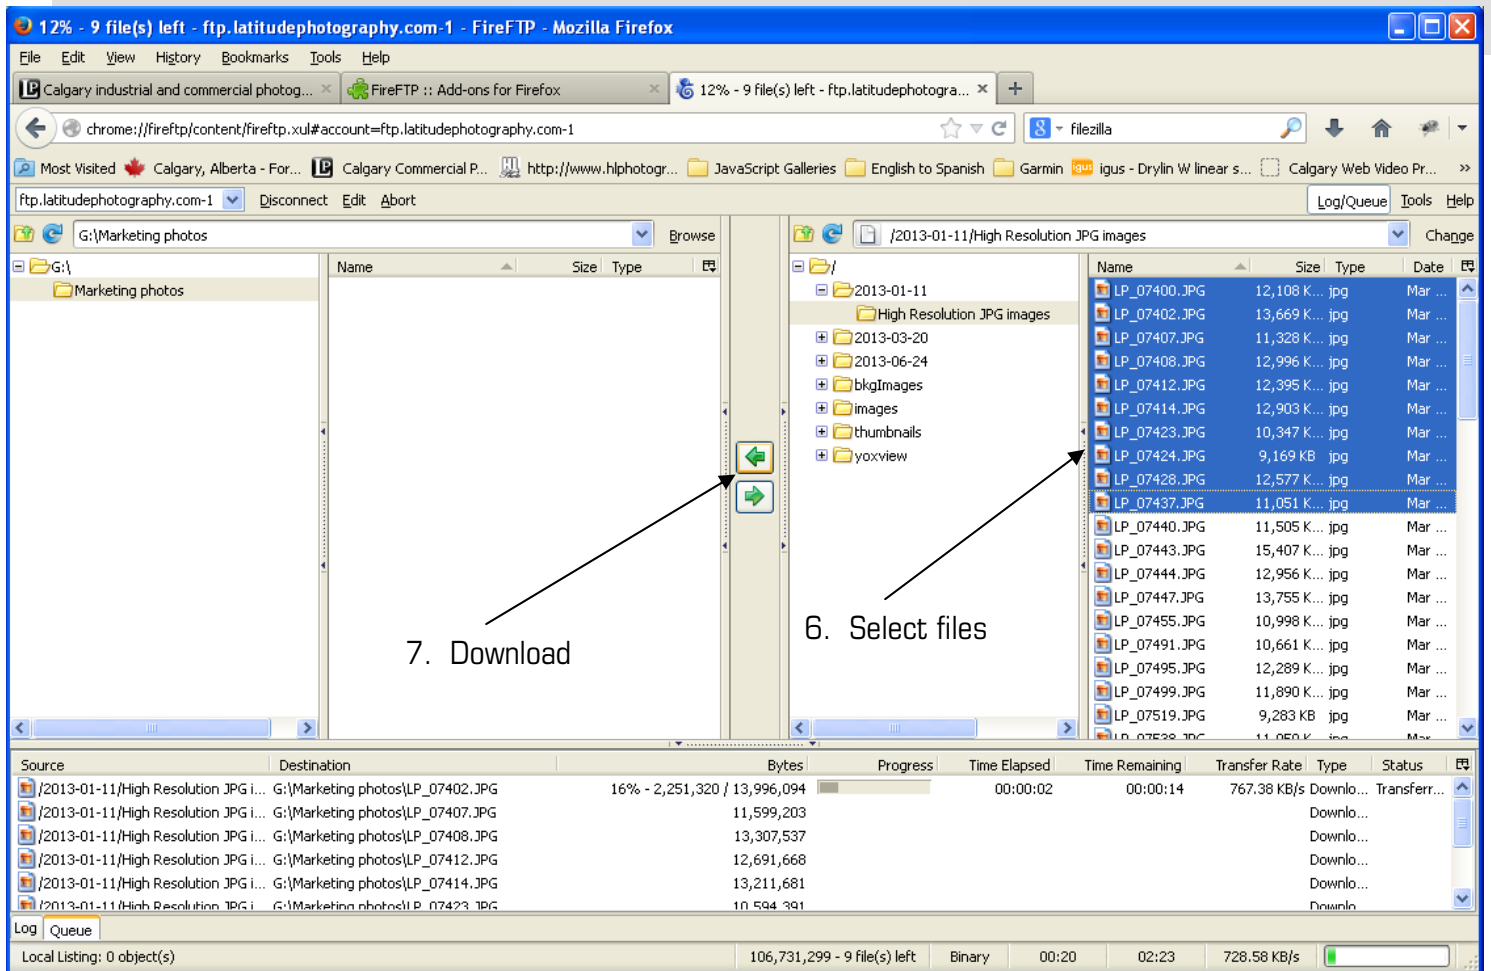 12% - 9 file(s) left - ftp.latitudephotography.com-1 - FireFTP - Mozilla Firefox
File Edit View History Bookmarks Tools Help
Calgary industrial and commercial photog... × FireFTP :: Add-ons for Firefox × 12% - 9 file(s) left - ftp.latitudephotogra... × +
chrome://fireftp/content/fireftp.xul#account=ftp.latitudephotography.com-1 filezilla
Most Visited Calgary, Alberta - For... Calgary Commercial P... http://www.hlphotogr... JavaScript Galleries English to Spanish Garmin igus igus - Drylin W linear s... Calgary Web Video Pr... »
ftp.latitudephotography.com-1 Disconnect Edit Abort Log/Queue Tools Help
G:\Marketing photos Browse /2013-01-11/High Resolution JPG images Change
G:\ Name Size Type / Name Size Type Date
Marketing photos 2013-01-11 LP_07400.JPG 12,108 K... jpg Mar ...
High Resolution JPG images LP_07402.JPG 13,669 K... jpg Mar ...
2013-03-20 LP_07407.JPG 11,328 K... jpg Mar ...
2013-06-24 LP_07408.JPG 12,996 K... jpg Mar ...
bkgImages LP_07412.JPG 12,395 K... jpg Mar ...
images LP_07414.JPG 12,903 K... jpg Mar ...
thumbnails LP_07423.JPG 10,347 K... jpg Mar ...
yoxview LP_07424.JPG 9,169 KB jpg Mar ...
LP_07428.JPG 12,577 K... jpg Mar ...
LP_07437.JPG 11,051 K... jpg Mar ...
LP_07440.JPG 11,505 K... jpg Mar ...
LP_07443.JPG 15,407 K... jpg Mar ...
LP_07444.JPG 12,956 K... jpg Mar ...
LP_07447.JPG 13,755 K... jpg Mar ...
LP_07455.JPG 10,998 K... jpg Mar ...
6. Select files
LP_07491.JPG 10,661 K... jpg Mar ...
7. Download
LP_07495.JPG 12,289 K... jpg Mar ...
LP_07499.JPG 11,890 K... jpg Mar ...
LP_07519.JPG 9,283 KB jpg Mar ...
Source Destination Bytes Progress Time Elapsed Time Remaining Transfer Rate Type Status
/2013-01-11/High Resolution JPG i... G:\Marketing photos\LP_07402.JPG 16% - 2,251,320 / 13,996,094 00:00:02 00:00:14 767.38 KB/s Downlo... Transferr...
/2013-01-11/High Resolution JPG i... G:\Marketing photos\LP_07407.JPG 11,599,203 Downlo...
/2013-01-11/High Resolution JPG i... G:\Marketing photos\LP_07408.JPG 13,307,537 Downlo...
/2013-01-11/High Resolution JPG i... G:\Marketing photos\LP_07412.JPG 12,691,668 Downlo...
/2013-01-11/High Resolution JPG i... G:\Marketing photos\LP_07414.JPG 13,211,681 Downlo...
/2013-01-11/High Resolution JPG i... G:\Marketing photos\LP_07423.JPG 10,594,391 Downlo...
Log Queue
Local Listing: 0 object(s) 106,731,299 - 9 file(s) left Binary 00:20 02:23 728.58 KB/s